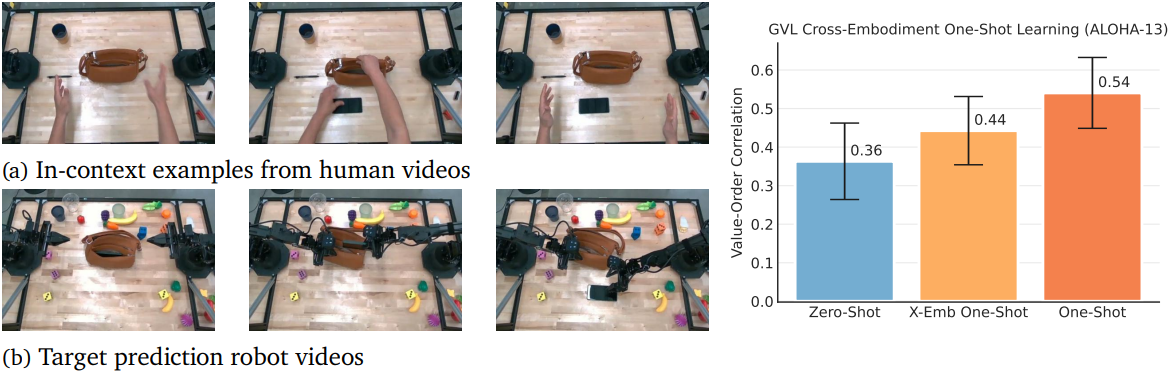 (a) In-context examples from human videos
(b) Target prediction robot videos
GVL Cross-Embodiment One-Shot Learning (ALOHA-13)
Value-Order Correlation
0.6
0.5
0.4
0.3
0.2
0.1
0.0
0.36
0.44
0.54
Zero-Shot
X-Emb One-Shot
One-Shot